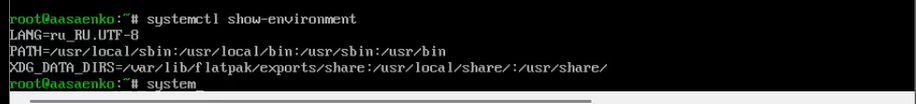 root@aasaenko:~# systemctl show-environment
LANG=ru_RU.UTF-8
PATH=/usr/local/sbin:/usr/local/bin:/usr/sbin:/usr/bin
XDG_DATA_DIRS=/var/lib/flatpak/exports/share:/usr/local/share/:/usr/share/
root@aasaenko:~# system_